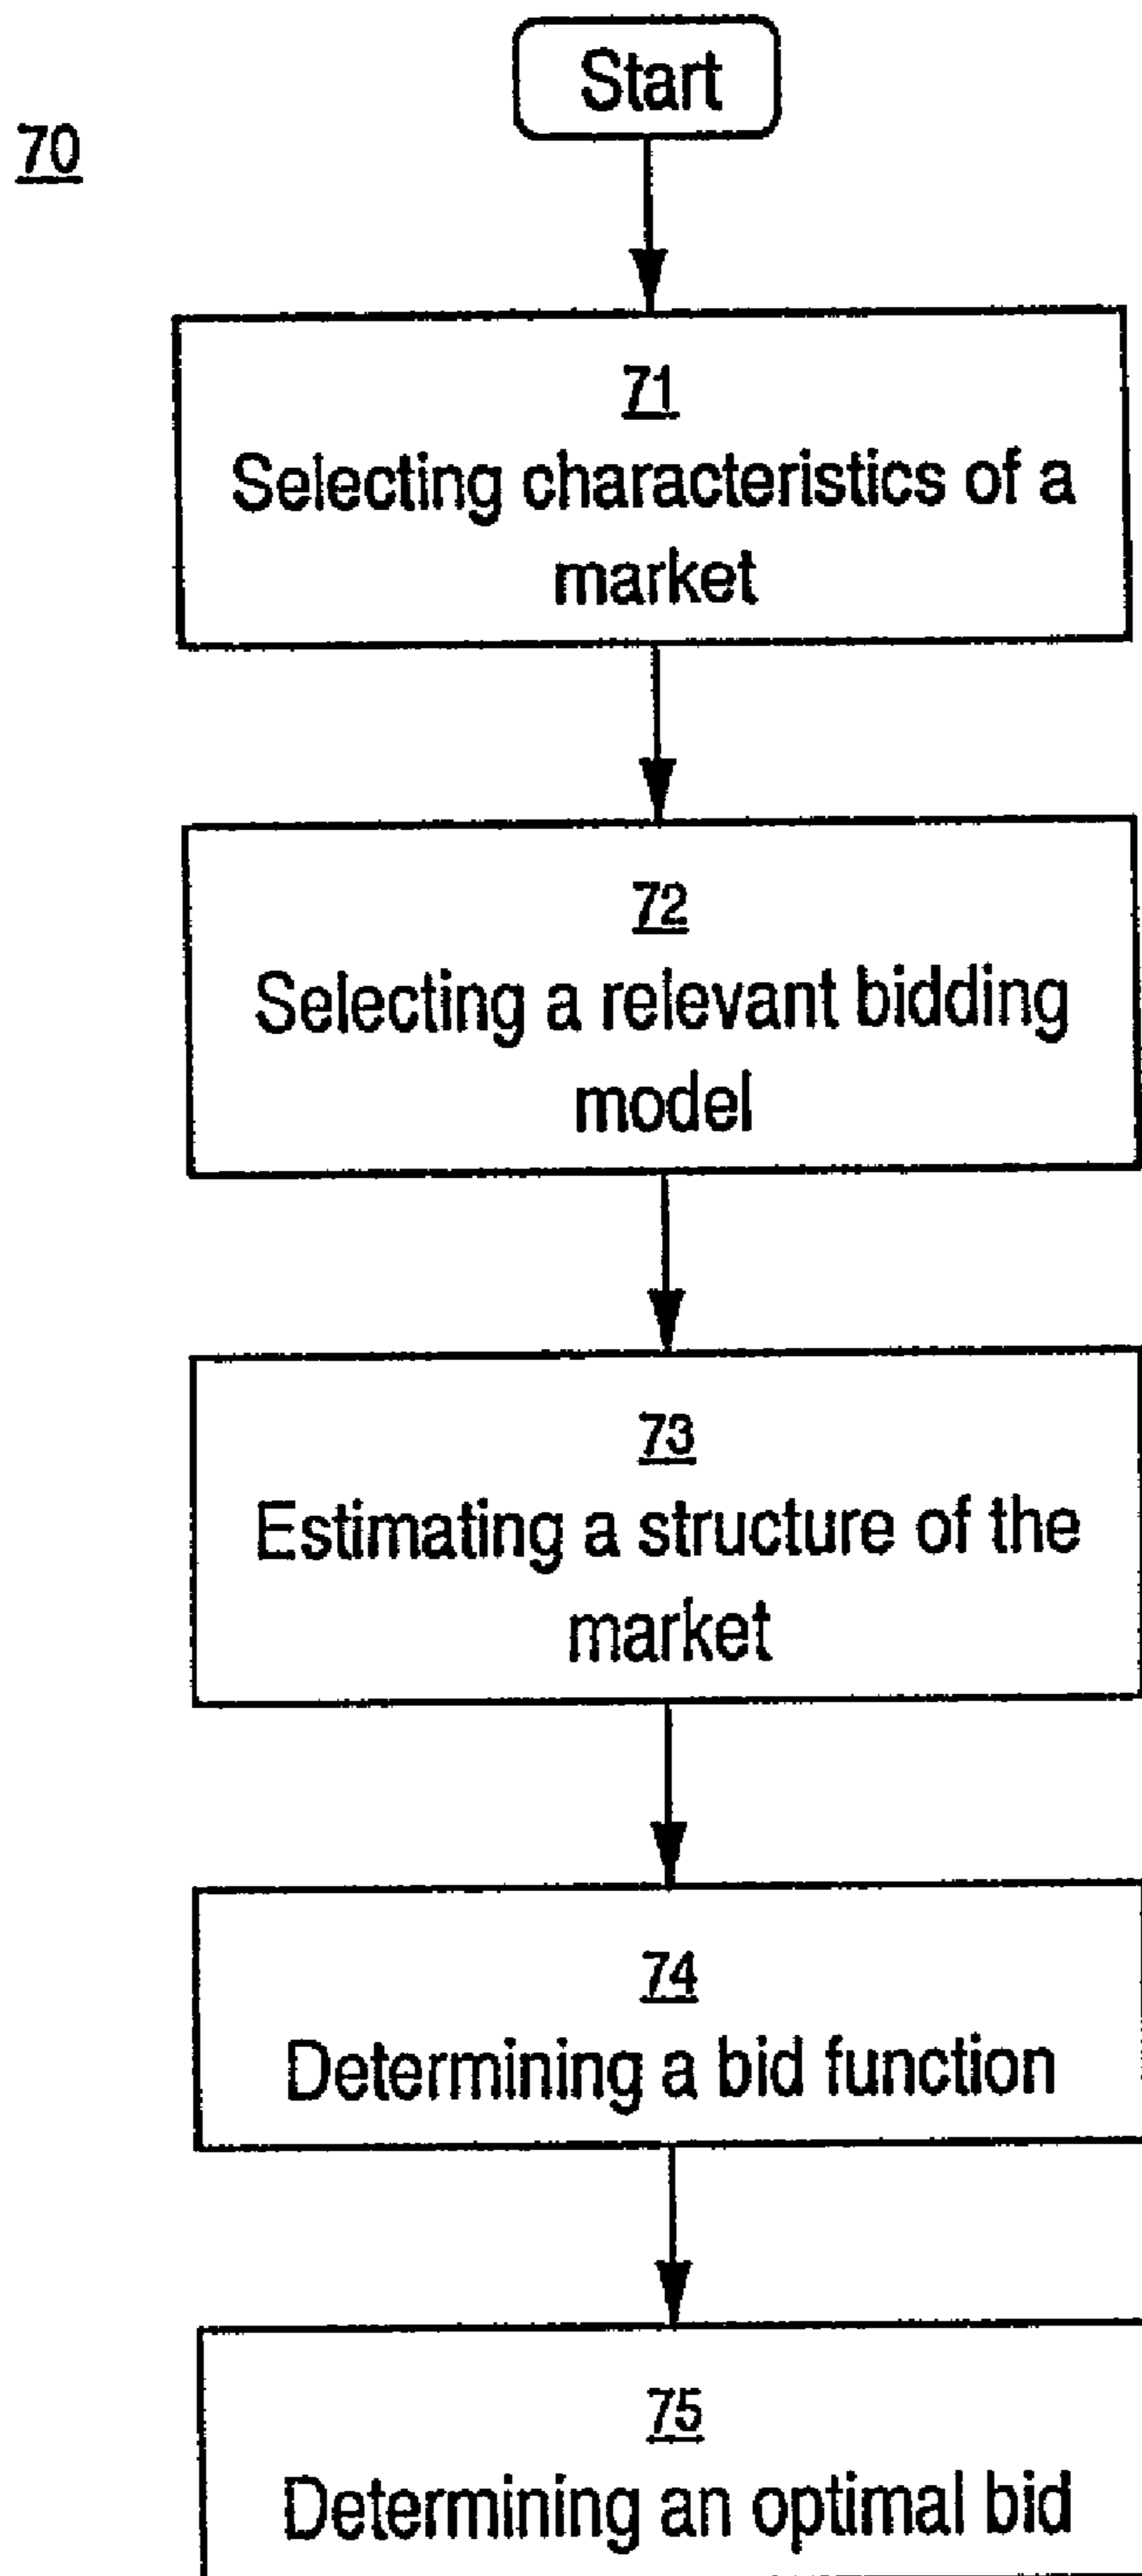 Start
70
71
Selecting characteristics of a
market
72
Selecting a relevant bidding
model
73
Estimating a structure of the
market
74
Determining a bid function
75
Determining an optimal bid